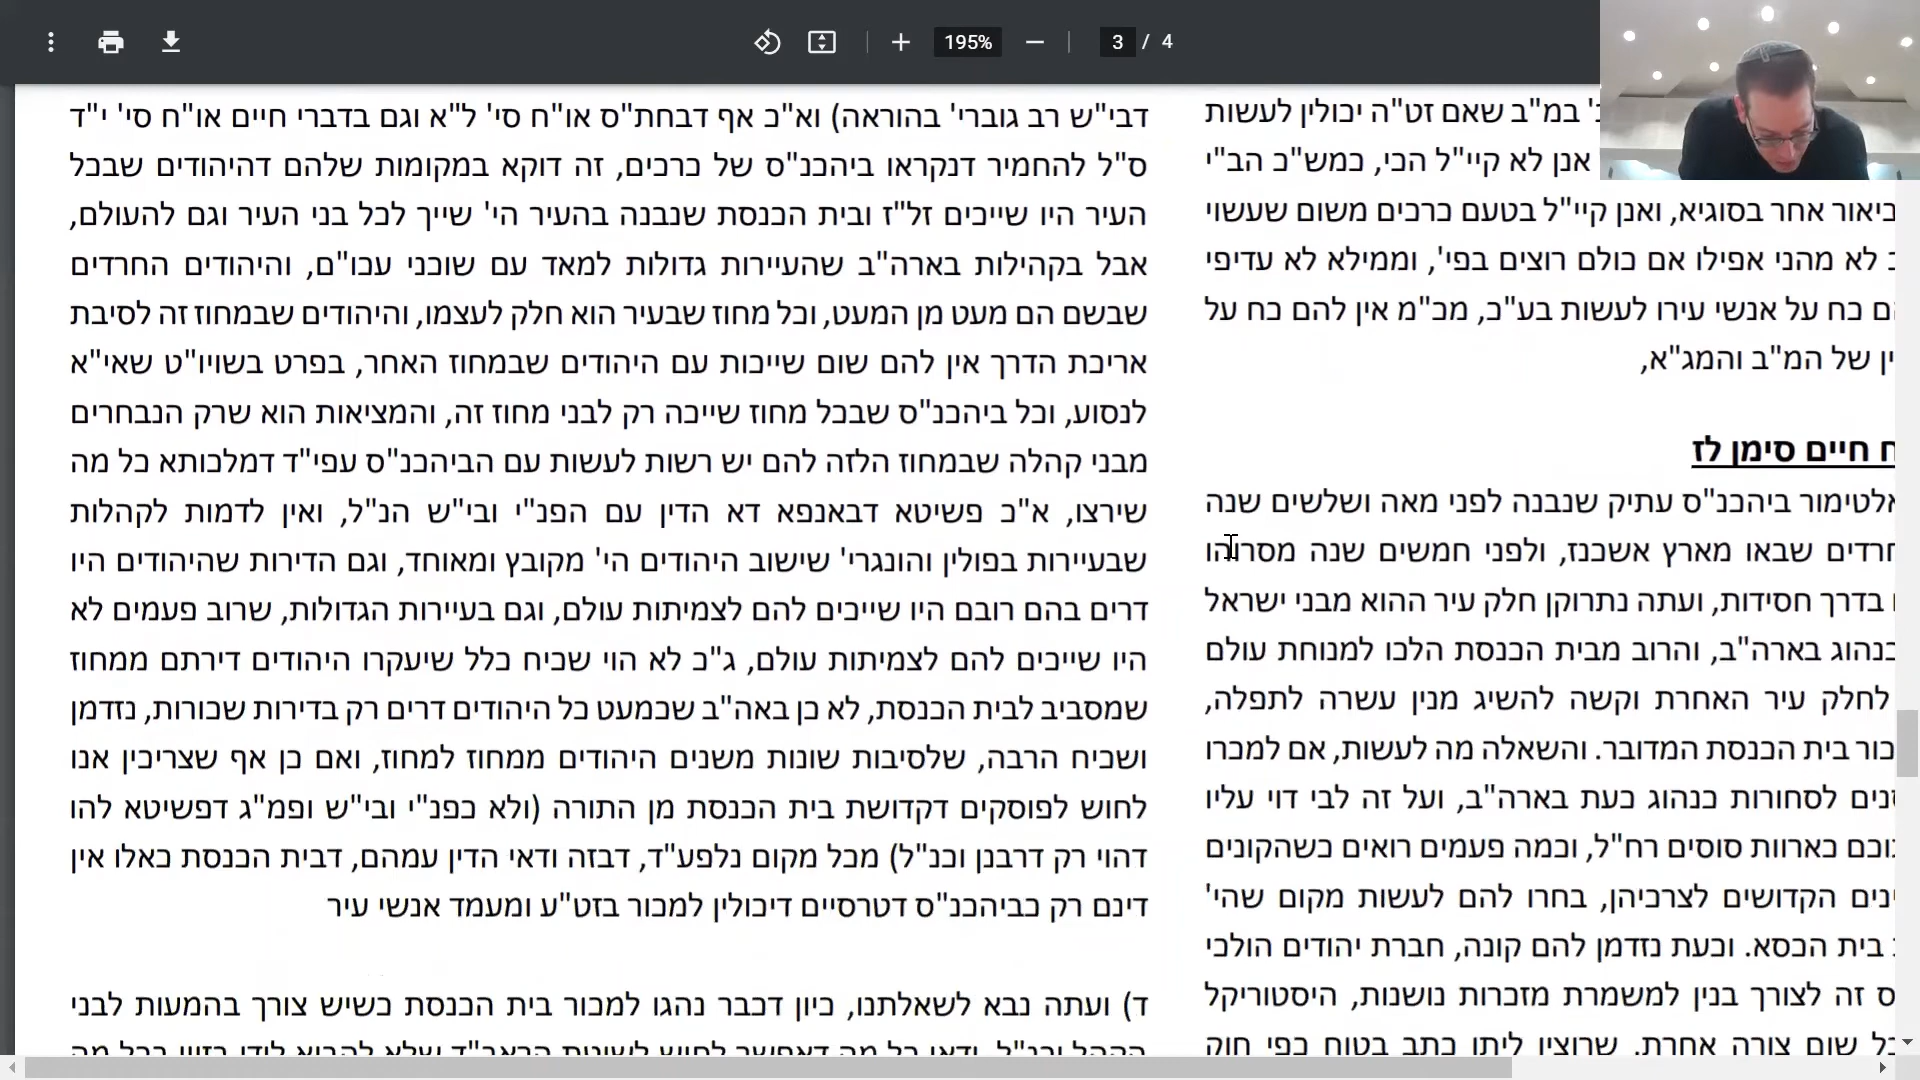 195%
3 / 4
כ' במ"ב שאם זט"ה יכולין לעשות
אנן לא קיי"ל הכי, כמש"כ הב"י
ביאור אחר בסוגיא, ואנן קיי"ל בטעם כרכים משום שעשוי
לא מהני אפילו אם כולם רוצים בפי', וממילא לא עדיפי
כח על אנשי עירו לעשות בע"כ, מכ"מ אין להם כח על
של המ"ב והמג"א,
חיים סימן לז
ביהכנ"ס עתיק שנבנה לפני מאה ושלשים שנה
שבאו מארץ אשכנז, ולפני חמשים שנה מסרוהו
בדרך חסידות, ועתה נתרוקן חלק עיר ההוא מבני ישראל
כנהוג בארה"ב, והרוב מבית הכנסת הלכו למנוחת עולם
לחלק עיר האחרת וקשה להשיג מנין עשרה לתפלה,
בית הכנסת המדובר. והשאלה מה לעשות, אם למכרו
לסחורות כנהוג כעת בארה"ב, ועל זה לבי דוי עליו
כארוות סוסים רח"ל, וכמה פעמים רואים כשהקונים
הקדושים לצרכיהן, בחרו להם לעשות מקום שהי'
בית הכסא. וכעת נזדמן להם קונה, חברת יהודים הולכי
זה לצורך בנין למשמרת מזכרות נושנות, היסטוריקל
שום צורה אחרת. שרוצין ליתן כתב בטוח כפי חוק
דבי"ש רב גוברי' בהוראה) וא"כ אף דבחת"ס או"ח סי' ל"א וגם בדברי חיים או"ח סי' י"ד
ס"ל להחמיר דנקראו ביהכנ"ס של כרכים, זה דוקא במקומות שלהם דהיהודים שבכל
העיר היו שייכים זל"ז ובית הכנסת שנבנה בהעיר הי' שייך לכל בני העיר וגם להעולם,
אבל בקהילות בארה"ב שהעיירות גדולות למאד עם שוכני עכו"ם, והיהודים החרדים
שבשם הם מעט מן המעט, וכל מחוז שבעיר הוא חלק לעצמו, והיהודים שבמחוז זה לסיבת
אריכת הדרך אין להם שום שייכות עם היהודים שבמחוז האחר, בפרט בשויו"ט שאי"א
לנסוע, וכל ביהכנ"ס שבכל מחוז שייכה רק לבני מחוז זה, והמציאות הוא שרק הנבחרים
מבני קהלה שבמחוז הלזה להם יש רשות לעשות עם הביהכנ"ס עפי"ד דמלכותא כל מה
שירצו, א"כ פשיטא דבאנפא דא הדין עם הפנ"י ובי"ש הנ"ל, ואין לדמות לקהלות
שבעיירות בפולין והונגרי' שישוב היהודים הי' מקובץ ומאוחד, וגם הדירות שהיהודים היו
דרים בהם רובם היו שייכים להם לצמיתות עולם, וגם בעיירות הגדולות, שרוב פעמים לא
היו שייכים להם לצמיתות עולם, ג"כ לא הוי שכיח כלל שיעקרו היהודים דירתם ממחוז
שמסביב לבית הכנסת, לא כן באה"ב שכמעט כל היהודים דרים רק בדירות שכורות, נזדמן
ושכיח הרבה, שלסיבות שונות משנים היהודים ממחוז למחוז, ואם כן אף שצריכין אנו
לחוש לפוסקים דקדושת בית הכנסת מן התורה (ולא כפנ"י ובי"ש ופמ"ג דפשיטא להו
דהוי רק דרבנן וכנ"ל) מכל מקום נלפע"ד, דבזה ודאי הדין עמהם, דבית הכנסת כאלו אין
דינם רק כביהכנ"ס דטרסיים דיכולין למכור בזט"ע ומעמד אנשי עיר
ד) ועתה נבא לשאלתנו, כיון דכבר נהגו למכור בית הכנסת כשיש צורך בהמעות לבני